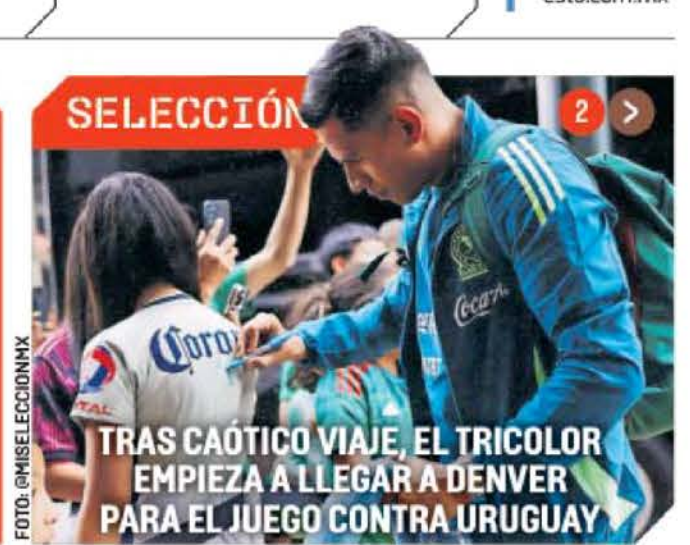 SELECCIÓN
2 >
Corona
TOTAL
Coca
TRAS CAÓTICO VIAJE, EL TRICOLOR
EMPIEZA A LLEGAR A DENVER
PARA EL JUEGO CONTRA URUGUAY
FOTO: @MISELECCIONMX